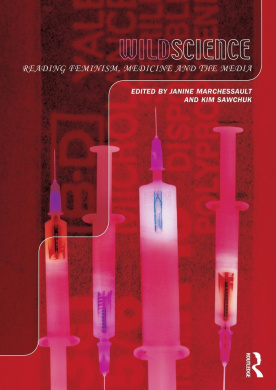 WILDSCIENCE
READING FEMINISM, MEDICINE AND THE MEDIA
EDITED BY JANINE MARCHESSAULT
AND KIM SAWCHUK
ROUTLEDGE